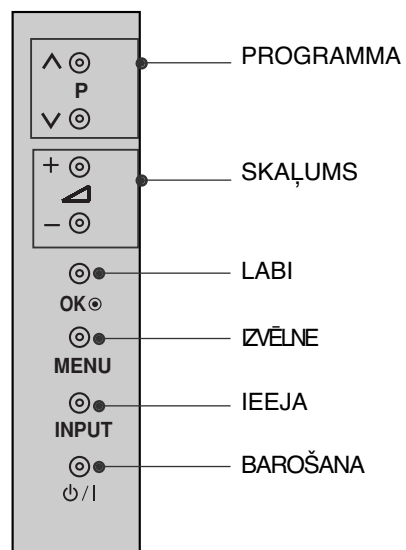 PROGRAMMA
P
+
SKAĻUMS
–
LABI
OK
IZVĒLNE
MENU
IEEJA
INPUT
BAROŠANA
⏻/I